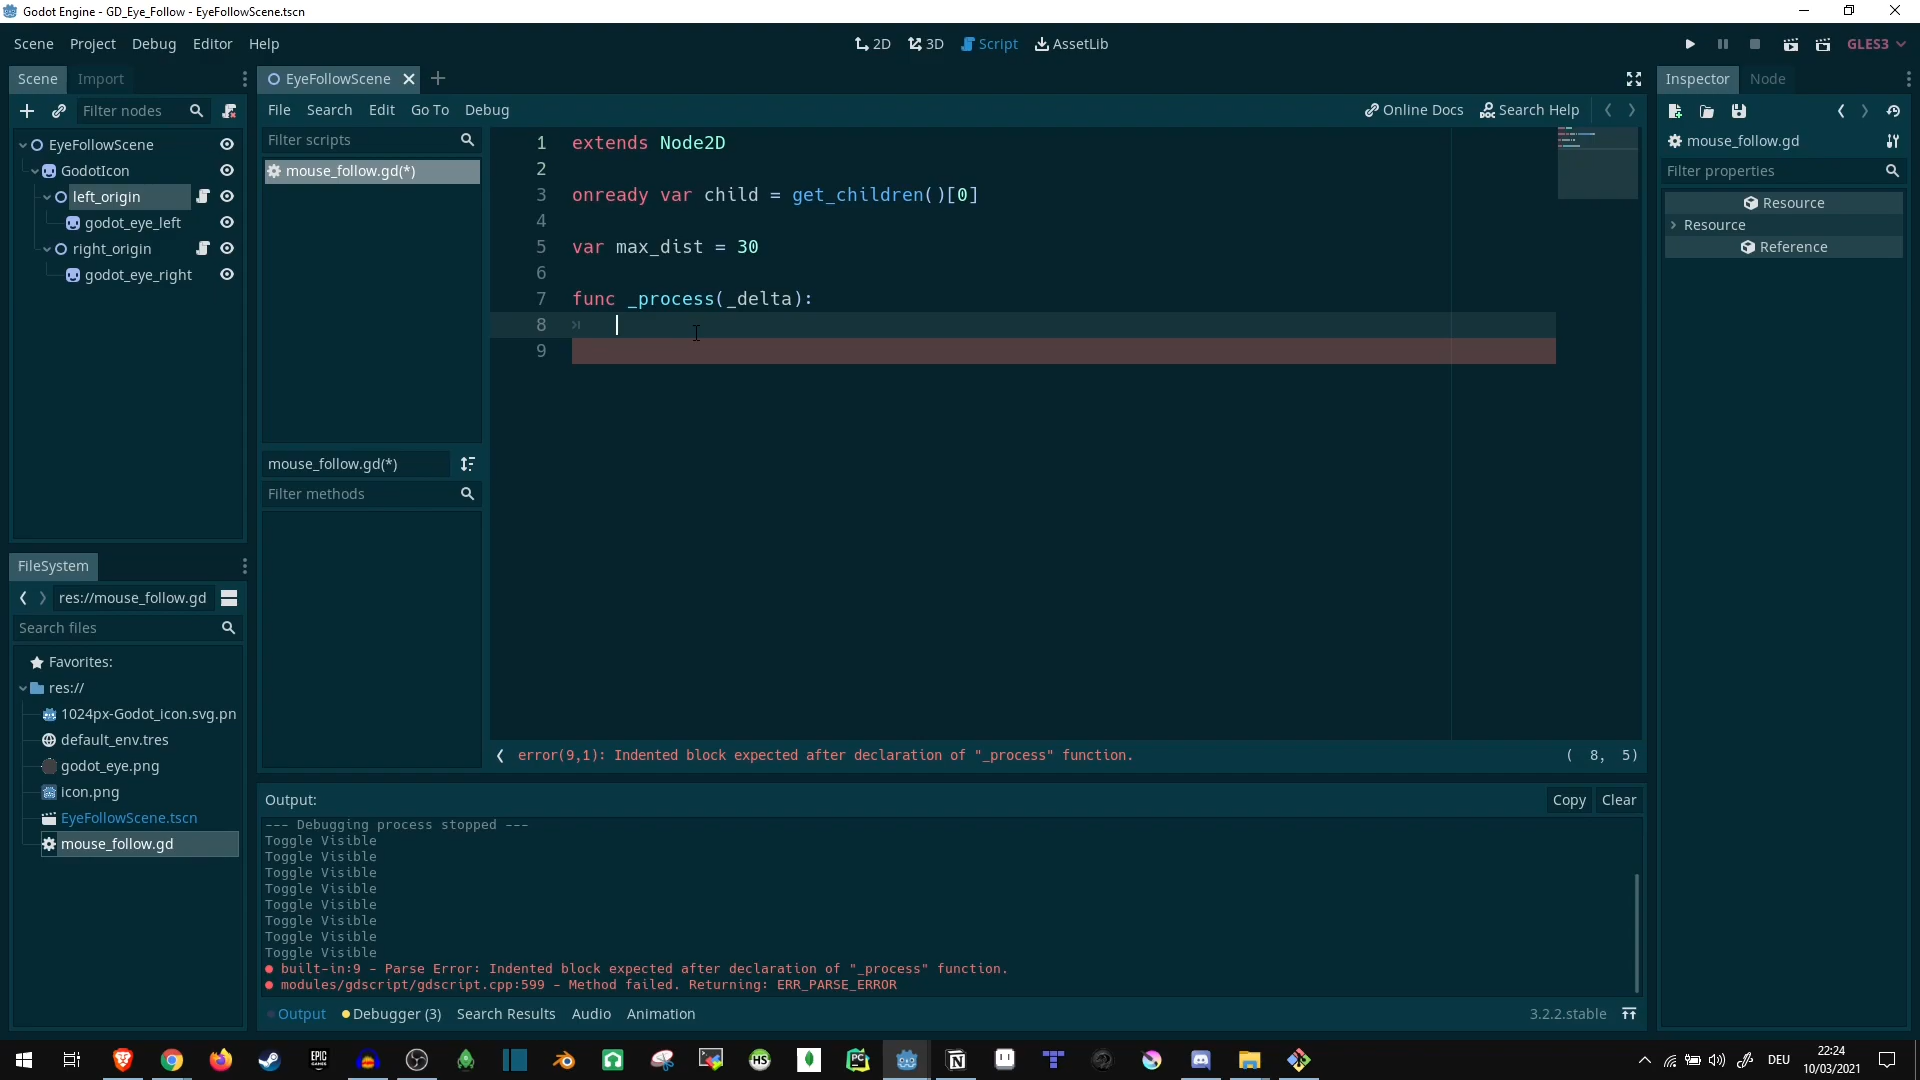 Godot Engine - GD_Eye_Follow - EyeFollowScene.tscn
Scene Project Debug Editor Help
2D 3D Script AssetLib
GLES3
Scene Import
EyeFollowScene
Inspector Node
Filter nodes
File Search Edit Go To Debug
Online Docs Search Help
EyeFollowScene
GodotIcon
left_origin
godot_eye_left
right_origin
godot_eye_right
Filter scripts
mouse_follow.gd(*)
mouse_follow.gd(*)
Filter methods
1 extends Node2D
2
3 onready var child = get_children()[0]
4
5 var max_dist = 30
6
7 func _process(_delta):
8
9
error(9,1): Indented block expected after declaration of "_process" function.
( 8, 5)
mouse_follow.gd
Filter properties
Resource
Resource
Reference
FileSystem
res://mouse_follow.gd
Search files
Favorites:
res://
1024px-Godot_icon.svg.pn
default_env.tres
godot_eye.png
icon.png
EyeFollowScene.tscn
mouse_follow.gd
Output:
Copy Clear
--- Debugging process stopped ---
Toggle Visible
Toggle Visible
Toggle Visible
Toggle Visible
Toggle Visible
Toggle Visible
Toggle Visible
Toggle Visible
built-in:9 - Parse Error: Indented block expected after declaration of "_process" function.
modules/gdscript/gdscript.cpp:599 - Method failed. Returning: ERR_PARSE_ERROR
Output Debugger (3) Search Results Audio Animation
3.2.2.stable
EPIC GAMES
HS
PC
DEU
22:24
10/03/2021